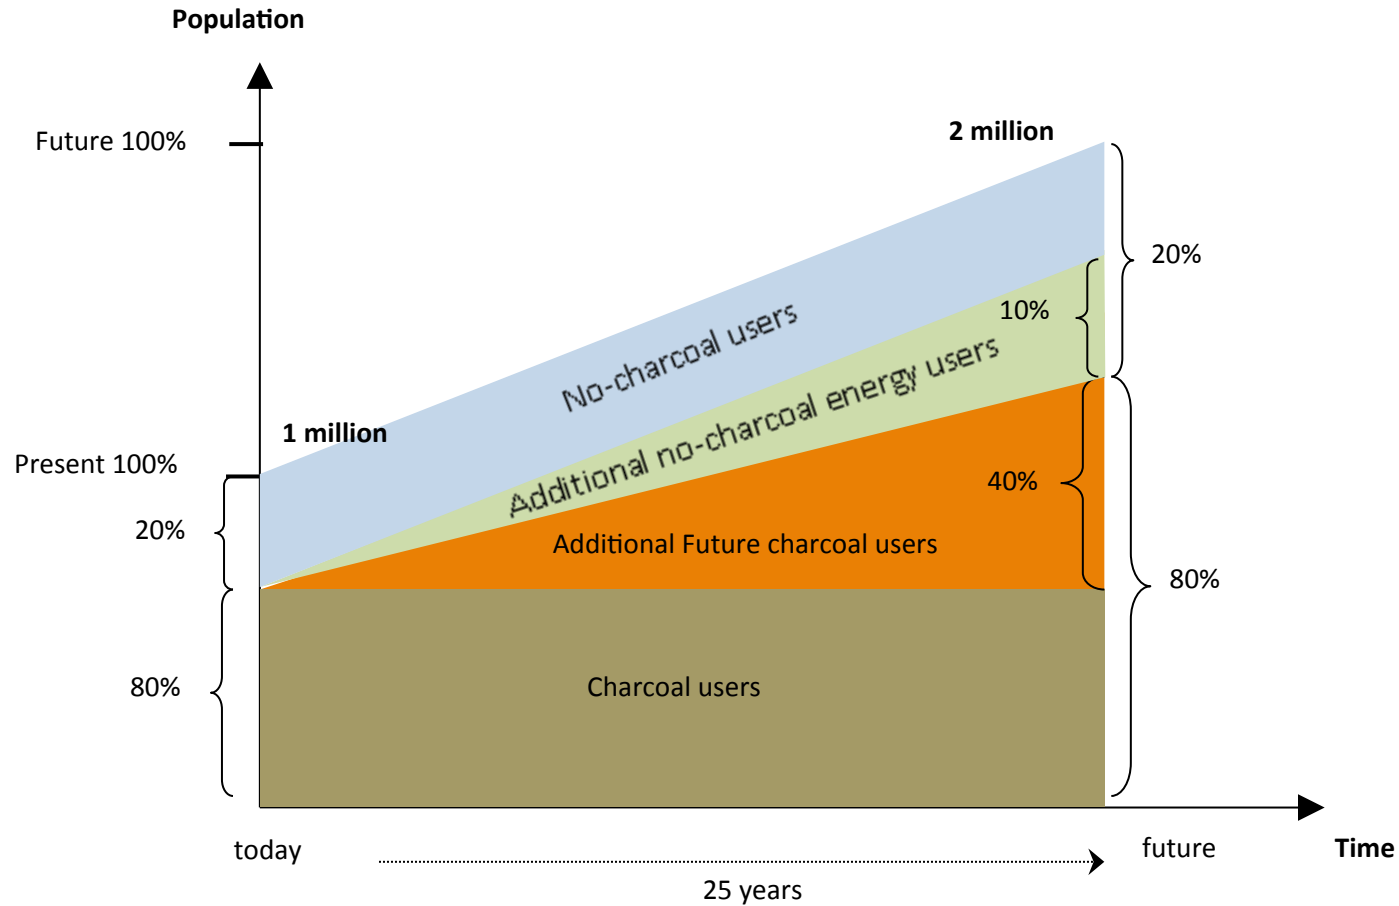 Population
Future 100%
2 million
20%
10%
No-charcoal users
Additional no-charcoal energy users
1 million
Present 100%
40%
20%
Additional Future charcoal users
80%
80%
Charcoal users
today
future
Time
25 years